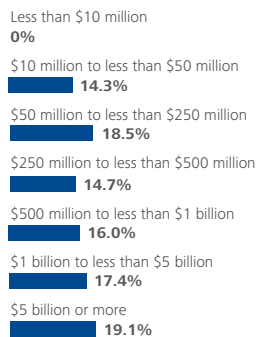 Less than $10 million
0%
$10 million to less than $50 million
14.3%
$50 million to less than $250 million
18.5%
$250 million to less than $500 million
14.7%
$500 million to less than $1 billion
16.0%
$1 billion to less than $5 billion
17.4%
$5 billion or more
19.1%